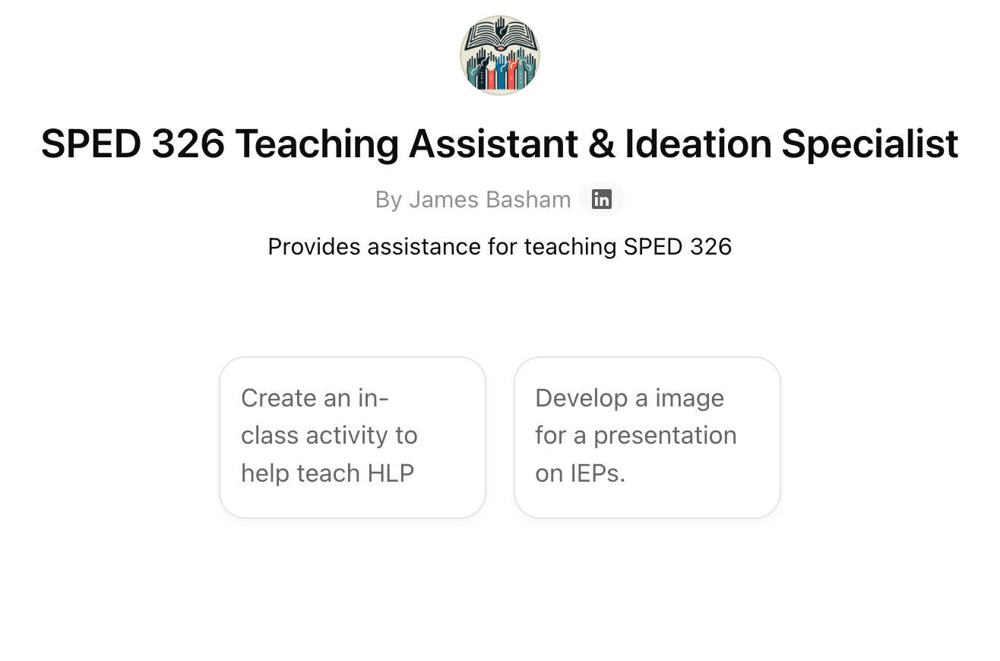 SPED 326 Teaching Assistant & Ideation Specialist
By James Basham in
Provides assistance for teaching SPED 326
Create an in-
class activity to
help teach HLP
Develop a image
for a presentation
on IEPs.